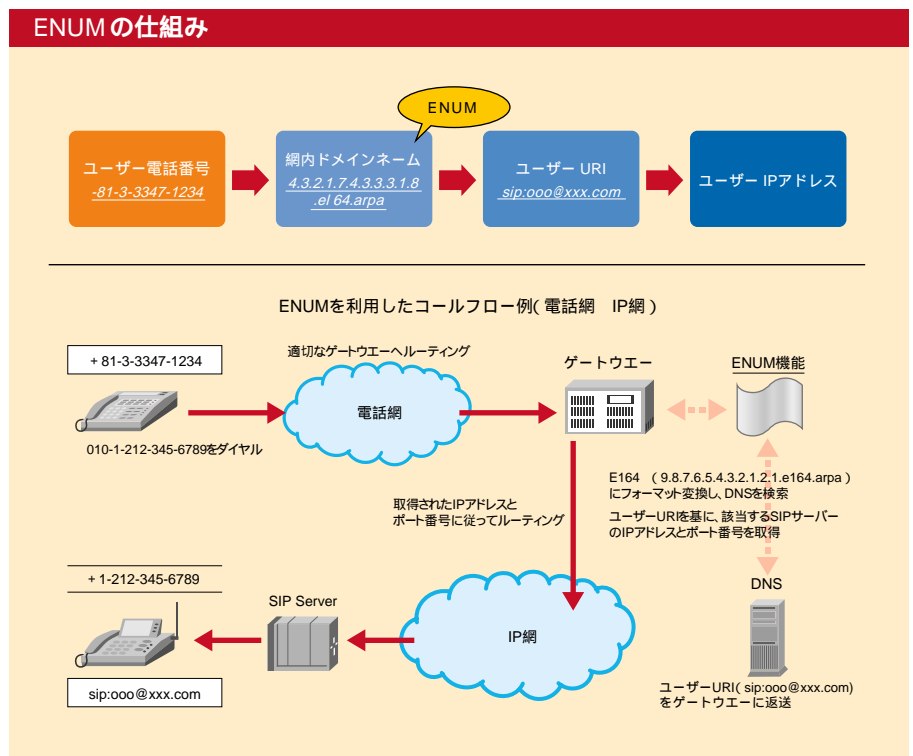 ENUMの仕組み
ENUM
ユーザー電話番号
-81-3-3347-1234
網内ドメインネーム
4.3.2.1.7.4.3.3.3.1.8
.el 64.arpa
ユーザー URI
sip:ooo@xxx.com
ユーザー IPアドレス
ENUMを利用したコールフロー例( 電話網　IP網 )
+ 81-3-3347-1234
適切なゲートウエーへルーティング
ゲートウエー
ENUM機能
電話網
010-1-212-345-6789をダイヤル
E164　( 9.8.7.6.5.4.3.2.1.2.1.e164.arpa )
にフォーマット変換し、DNSを検索
取得されたIPアドレスと
ポート番号に従ってルーティング
ユーザーURIを基に、該当するSIPサーバー
のIPアドレスとポート番号を取得
+ 1-212-345-6789
SIP Server
IP網
DNS
sip:ooo@xxx.com
ユーザーURI( sip:ooo@xxx.com)
をゲートウエーに返送